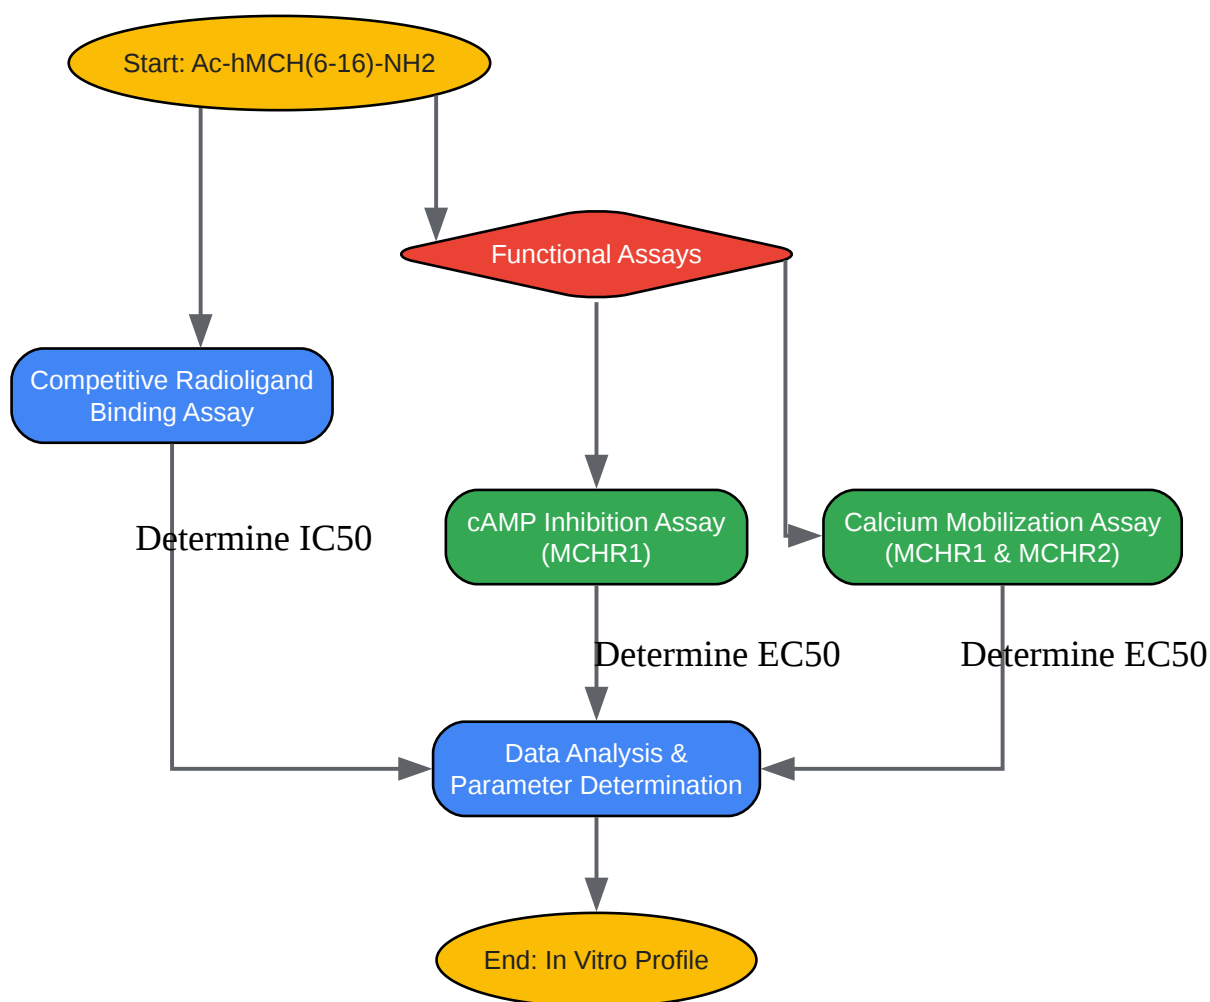 Start: Ac-hMCH(6-16)-NH2
Functional Assays
Competitive Radioligand
Binding Assay
cAMP Inhibition Assay
(MCHR1)
Calcium Mobilization Assay
(MCHR1 & MCHR2)
Determine IC50
Determine EC50
Determine EC50
Data Analysis &
Parameter Determination
End: In Vitro Profile